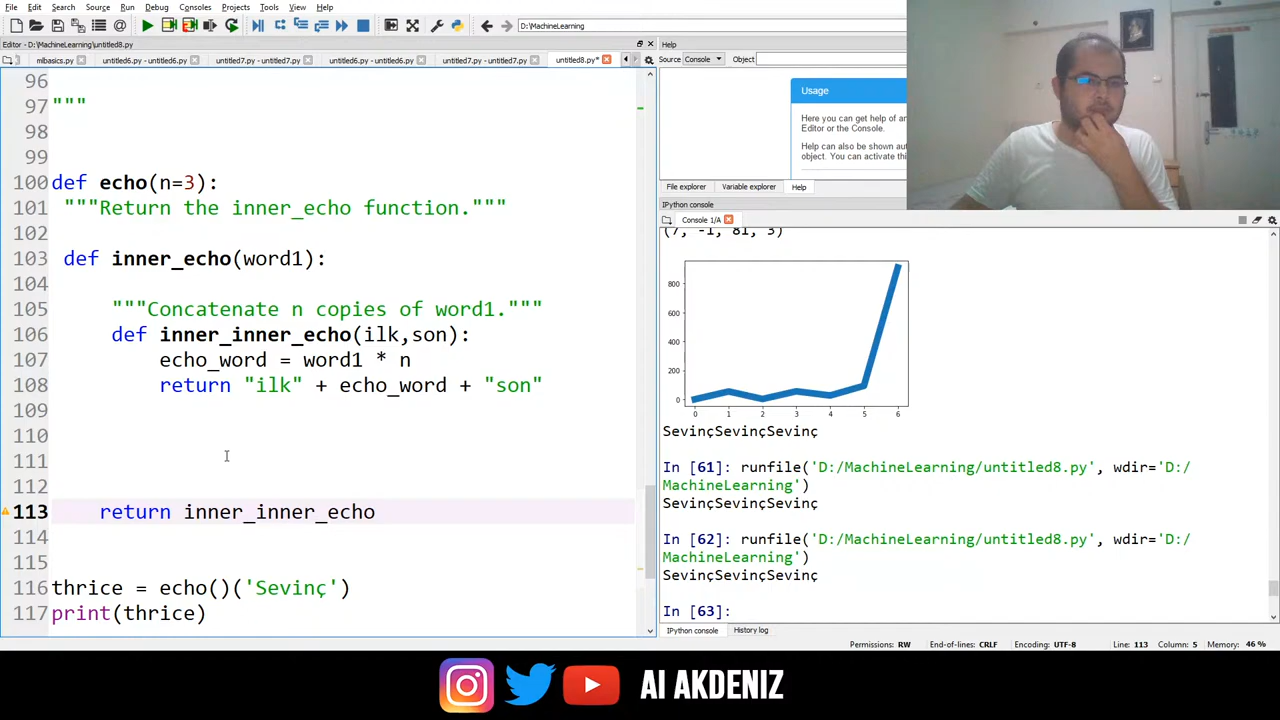 File Edit Search Source Run Debug Consoles Projects Tools View Help
D:\MachineLearning
Editor - D:\MachineLearning\untitled8.py
mlbasics.py untitled6.py - untitled6.py untitled7.py - untitled7.py untitled6.py - untitled6.py untitled7.py - untitled7.py untitled8.py*
96
97 """
98
99
100 def echo(n=3):
101 """Return the inner_echo function."""
102
103 def inner_echo(word1):
104
105 """Concatenate n copies of word1."""
106 def inner_inner_echo(ilk,son):
107 echo_word = word1 * n
108 return "ilk" + echo_word + "son"
109
110
111
112
113 return inner_inner_echo
114
115
116 thrice = echo()('Sevinç')
117 print(thrice)
Help
Source Console Object
Usage
Here you can get help of an
Editor or the Console.
Help can also be shown aut
object. You can activate thi
File explorer Variable explorer Help
IPython console
Console 1/A
(7, -1, 81, 3)
800
600
400
200
0
0 1 2 3 4 5 6
SevinçSevinçSevinç
In [61]: runfile('D:/MachineLearning/untitled8.py', wdir='D:/
MachineLearning')
SevinçSevinçSevinç
In [62]: runfile('D:/MachineLearning/untitled8.py', wdir='D:/
MachineLearning')
SevinçSevinçSevinç
In [63]:
IPython console History log
Permissions: RW End-of-lines: CRLF Encoding: UTF-8 Line: 113 Column: 5 Memory: 46 %
AI AKDENİZ